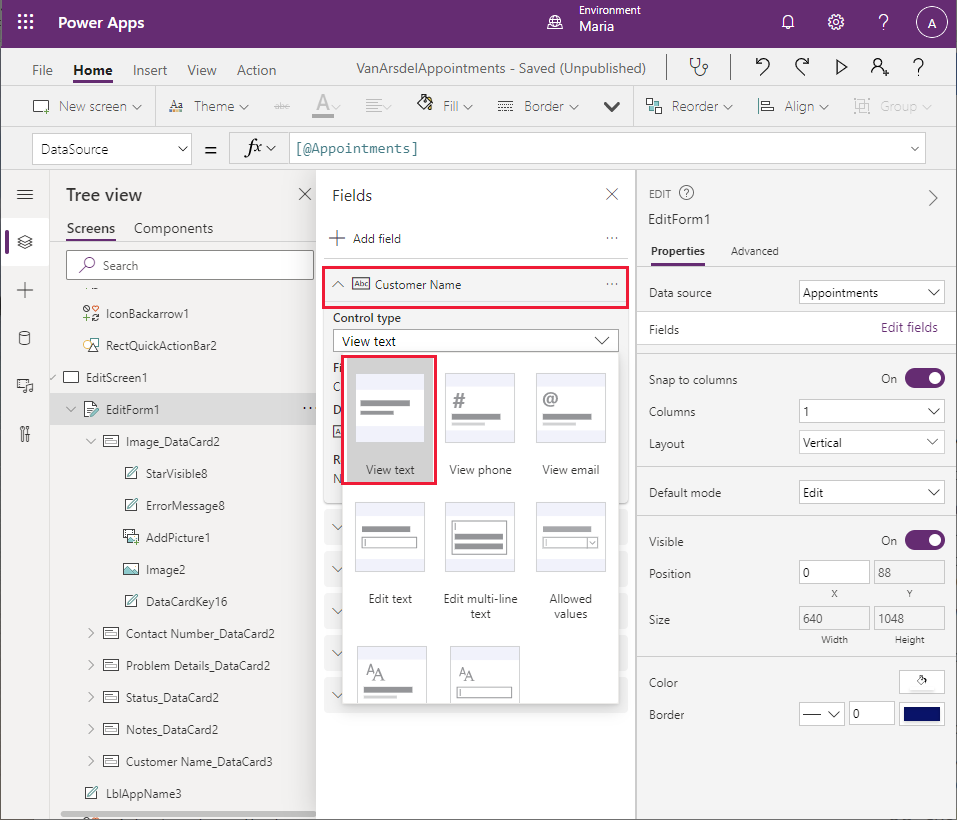 Power Apps
Environment
Maria
A
File Home Insert View Action
VanArsdelAppointments - Saved (Unpublished)
New screen
Theme
abc
A
Fill
Border
Reorder
Align
Group
DataSource
=
fx
[@Appointments]
Tree view
Screens Components
Search
IconBackarrow1
RectQuickActionBar2
EditScreen1
EditForm1
Image_DataCard2
StarVisible8
ErrorMessage8
AddPicture1
Image2
DataCardKey16
Contact Number_DataCard2
Problem Details_DataCard2
Status_DataCard2
Notes_DataCard2
Customer Name_DataCard3
LblAppName3
Fields
Add field
Abc Customer Name
Control type
View text
View text
# View phone
@ View email
Edit text
Edit multi-line
text
Allowed
values
AA
AA
EDIT
EditForm1
Properties Advanced
Data source Appointments
Fields Edit fields
Snap to columns On
Columns 1
Layout Vertical
Default mode Edit
Visible On
Position 0 88
X Y
Size 640 1048
Width Height
Color
Border 0